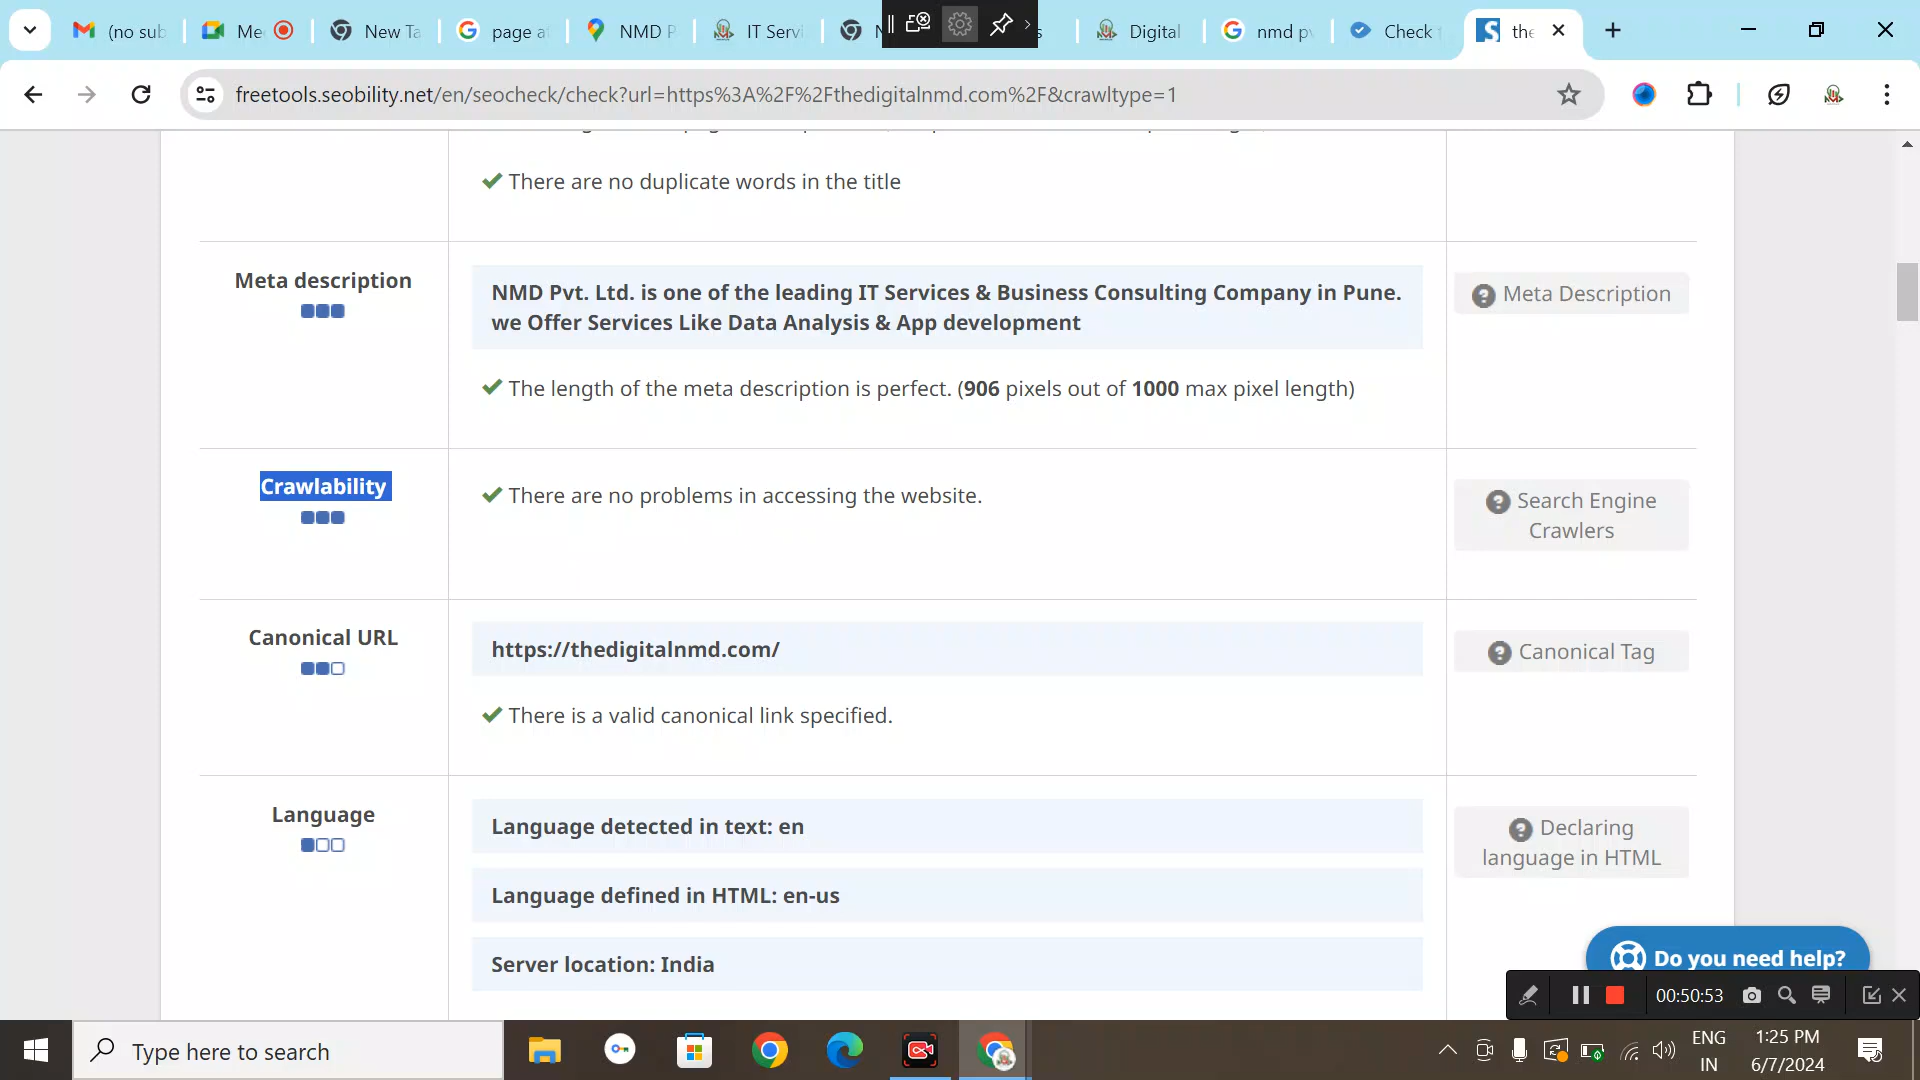 (no sub
Me
New Ta
page a
NMD P
IT Servi
Digital
nmd pv
Check
the
freetools.seobility.net/en/seocheck/check?url=https%3A%2F%2Fthedigitalnmd.com%2F&crawltype=1
There are no duplicate words in the title
Meta description
NMD Pvt. Ltd. is one of the leading IT Services & Business Consulting Company in Pune.
we Offer Services Like Data Analysis & App development
The length of the meta description is perfect. (906 pixels out of 1000 max pixel length)
Meta Description
Crawlability
There are no problems in accessing the website.
Search Engine
Crawlers
Canonical URL
https://thedigitalnmd.com/
There is a valid canonical link specified.
Canonical Tag
Language
Language detected in text: en
Language defined in HTML: en-us
Server location: India
Declaring
language in HTML
Do you need help?
00:50:53
Type here to search
ENG
IN
1:25 PM
6/7/2024